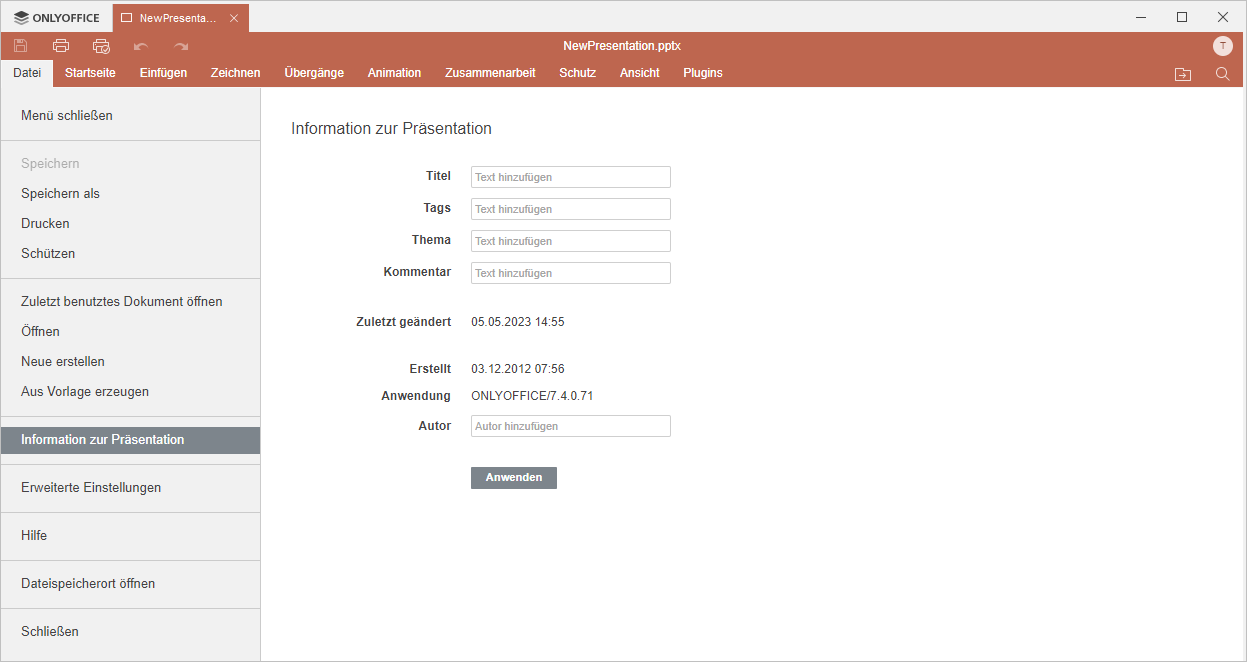 ONLYOFFICE NewPresenta...
NewPresentation.pptx T
Datei Startseite Einfügen Zeichnen Übergänge Animation Zusammenarbeit Schutz Ansicht Plugins
Menü schließen
Speichern
Speichern als
Drucken
Schützen
Zuletzt benutztes Dokument öffnen
Öffnen
Neue erstellen
Aus Vorlage erzeugen
Information zur Präsentation
Erweiterte Einstellungen
Hilfe
Dateispeicherort öffnen
Schließen
Information zur Präsentation
Titel Text hinzufügen
Tags Text hinzufügen
Thema Text hinzufügen
Kommentar Text hinzufügen
Zuletzt geändert 05.05.2023 14:55
Erstellt 03.12.2012 07:56
Anwendung ONLYOFFICE/7.4.0.71
Autor Autor hinzufügen
Anwenden